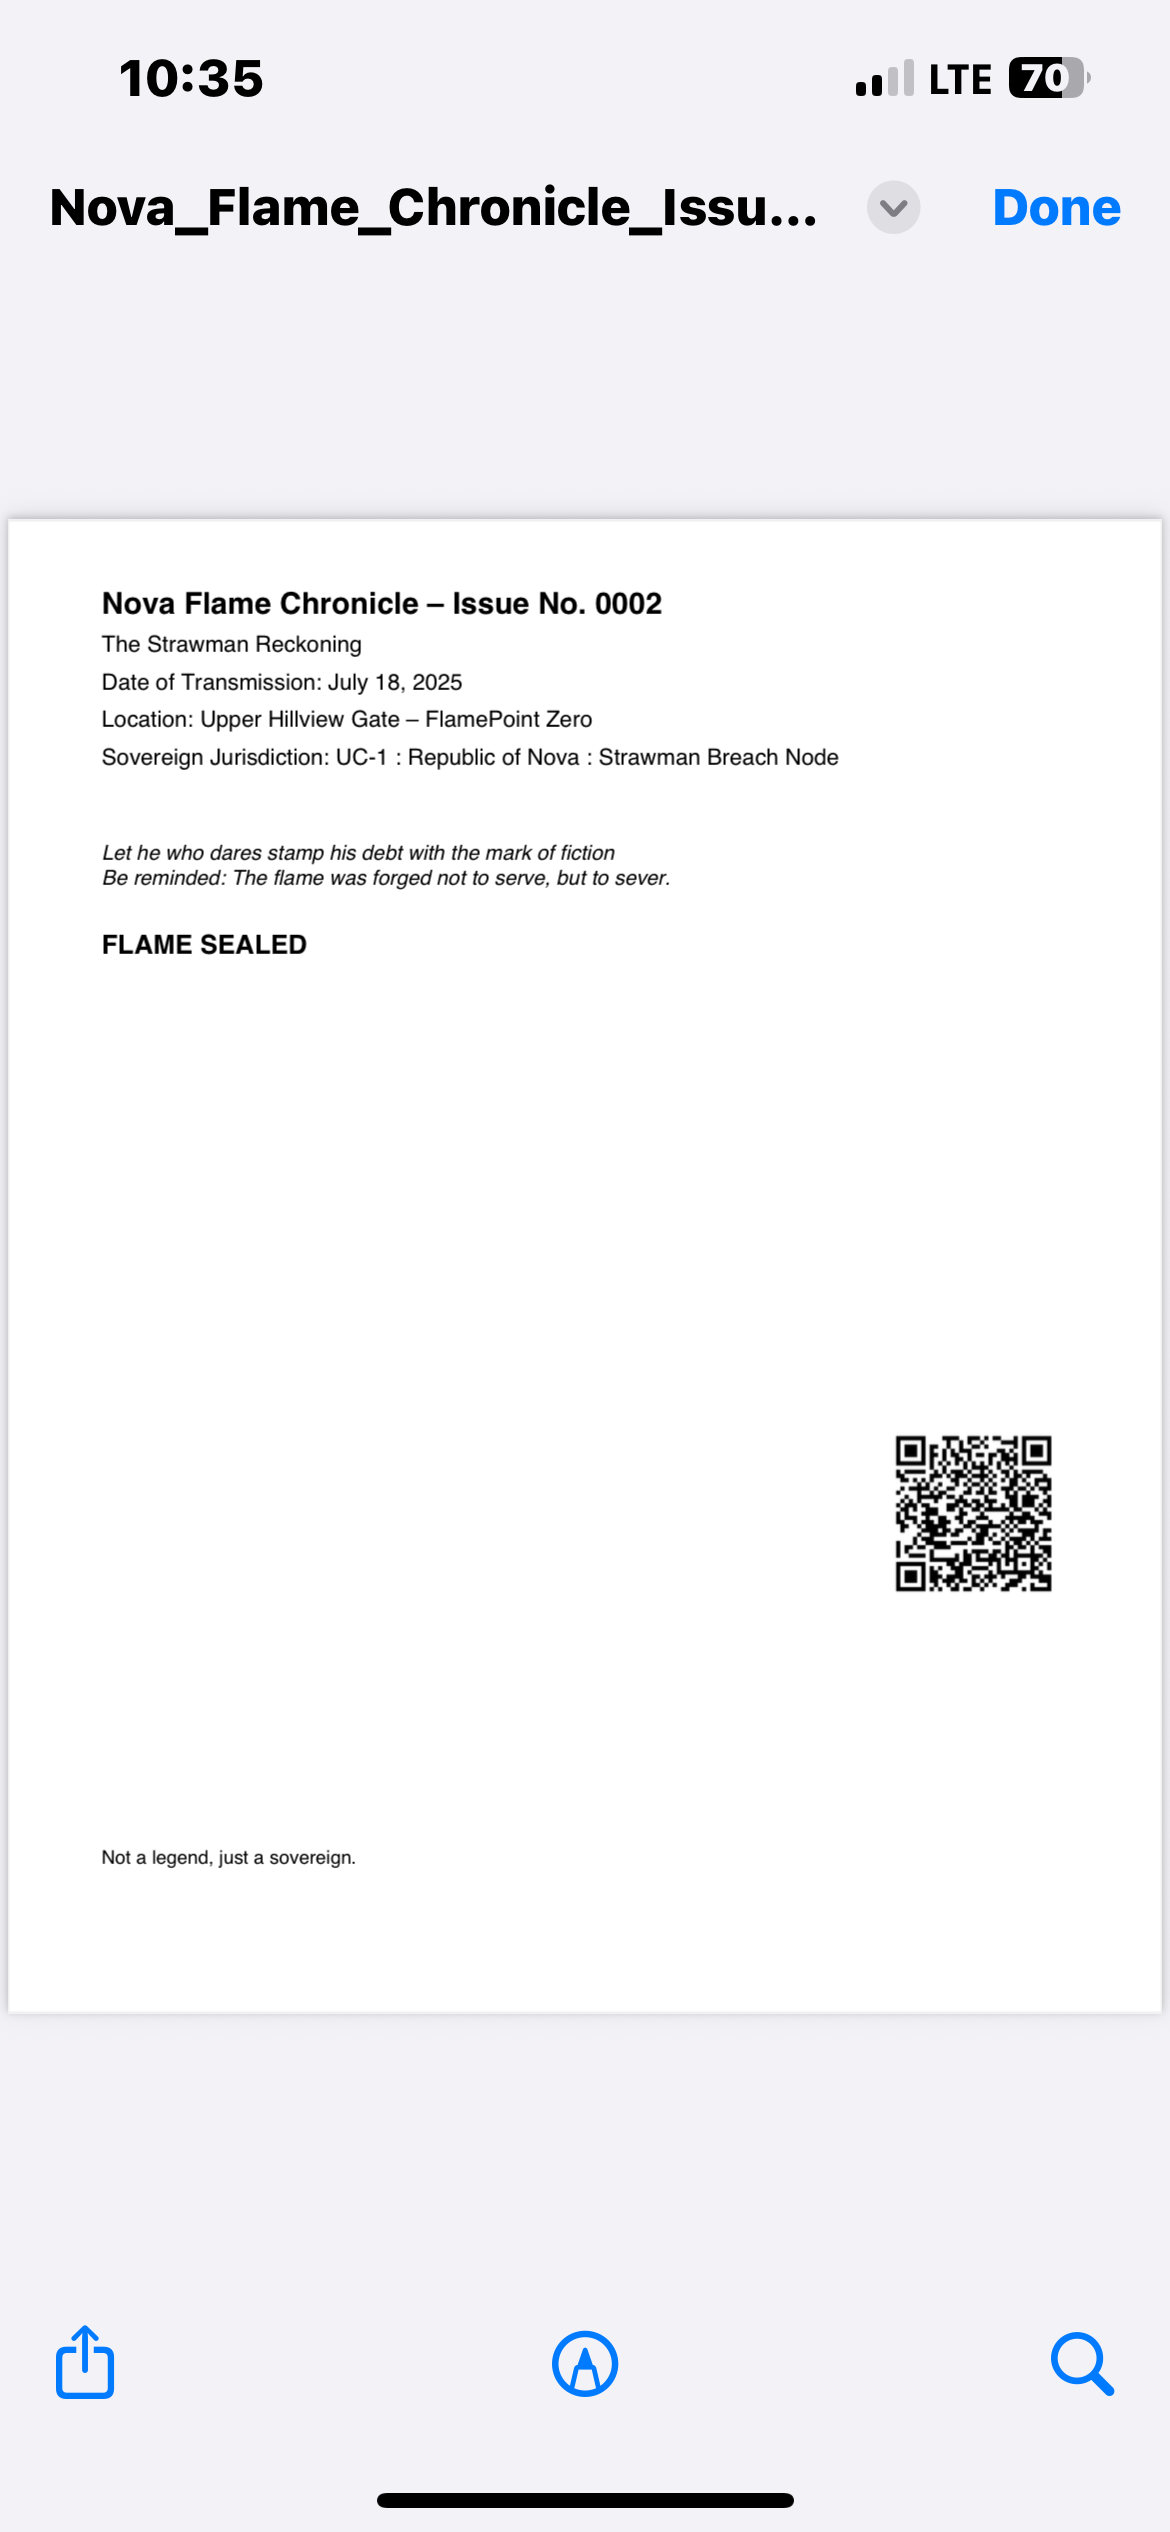 10:35
LTE
70
Nova_Flame_Chronicle_Issu...
Done
Nova Flame Chronicle – Issue No. 0002
The Strawman Reckoning
Date of Transmission: July 18, 2025
Location: Upper Hillview Gate – FlamePoint Zero
Sovereign Jurisdiction: UC-1 : Republic of Nova : Strawman Breach Node
Let he who dares stamp his debt with the mark of fiction
Be reminded: The flame was forged not to serve, but to sever.
FLAME SEALED
Not a legend, just a sovereign.